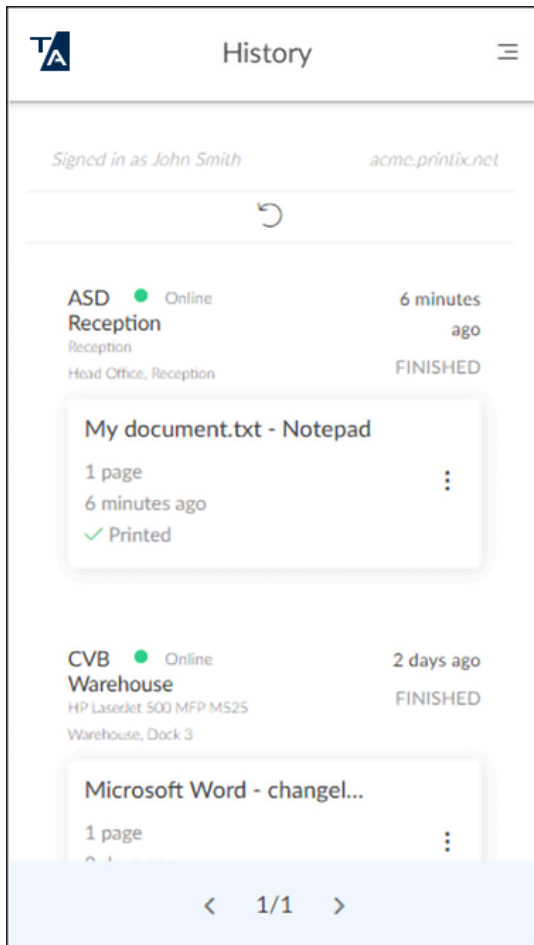 TA
History
Signed in as John Smith acme.printix.net
ASD Online 6 minutes
Reception ago
Reception
Head Office, Reception FINISHED
My document.txt - Notepad
1 page
6 minutes ago
Printed
CVB Online 2 days ago
Warehouse
HP LaserJet 500 MFP M525 FINISHED
Warehouse, Dock 3
Microsoft Word - changel...
1 page
1/1